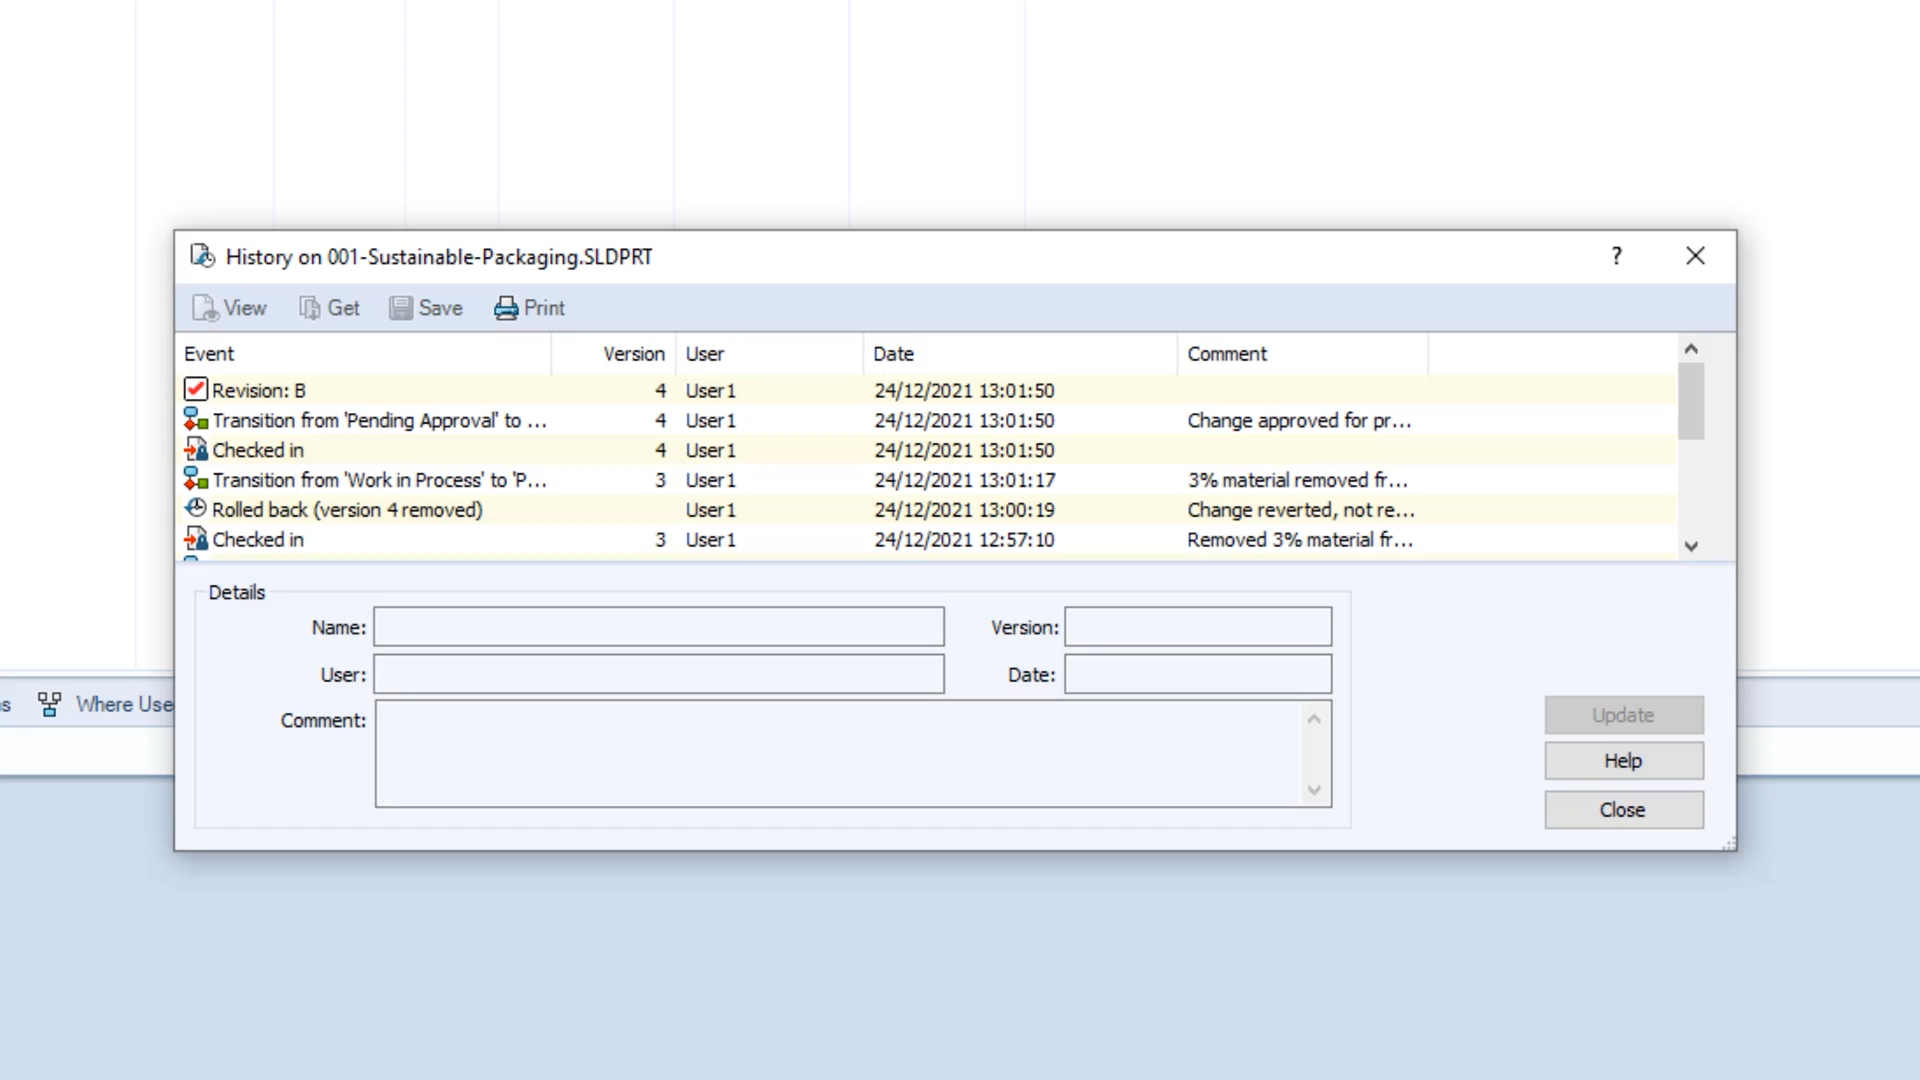 History on 001-Sustainable-Packaging.SLDPRT ?
View Get Save Print
Event Version User Date Comment
Revision: B 4 User1 24/12/2021 13:01:50
Transition from 'Pending Approval' to ... 4 User1 24/12/2021 13:01:50 Change approved for pr...
Checked in 4 User1 24/12/2021 13:01:50
Transition from 'Work in Process' to 'P... 3 User1 24/12/2021 13:01:17 3% material removed fr...
Rolled back (version 4 removed) User1 24/12/2021 13:00:19 Change reverted, not re...
Checked in 3 User1 24/12/2021 12:57:10 Removed 3% material fr...
Details
Name: Version:
User: Date:
s Where Use
Comment:
Update
Help
Close